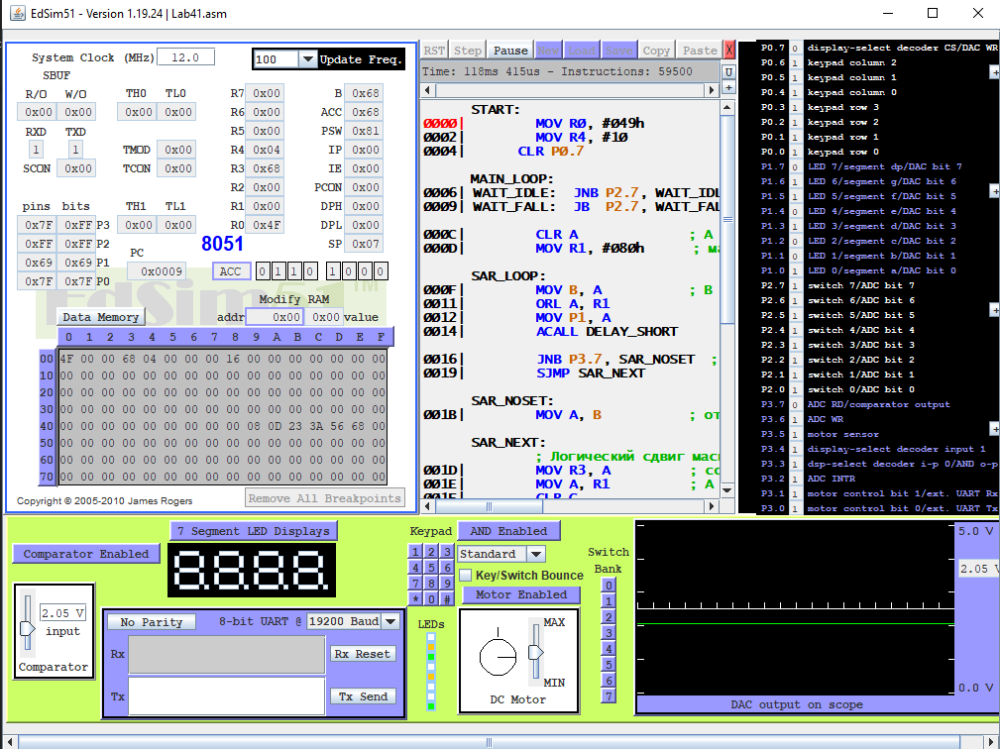 EdSim51 - Version 1.19.24 | Lab41.asm
System Clock (MHz) 12.0 100 Update Freq.
SBUF
R/O W/O TH0 TL0 R7 0x00 B 0x68
0x00 0x00 0x00 0x00 R6 0x00 ACC 0x68
RXD TXD R5 0x00 PSW 0x81
1 1 TMOD 0x00 R4 0x04 IP 0x00
SCON 0x00 TCON 0x00 R3 0x68 IE 0x00
R2 0x00 PCON 0x00
pins bits TH1 TL1 R1 0x00 DPH 0x00
0x7F 0xFF P3 0x00 0x00 R0 0x4F DPL 0x00
0xFF 0xFF P2 8051 SP 0x07
0x69 0x69 P1 PC
0x7F 0x7F P0 0x0009 ACC 0 1 1 0 1 0 0 0
EdSim51 TM
Modify RAM
Data Memory addr 0x00 0x00 value
0 1 2 3 4 5 6 7 8 9 A B C D E F
00 4F 00 00 68 04 00 00 00 16 00 00 00 00 00 00 00
10 00 00 00 00 00 00 00 00 00 00 00 00 00 00 00 00
20 00 00 00 00 00 00 00 00 00 00 00 00 00 00 00 00
30 00 00 00 00 00 00 00 00 00 00 00 00 00 00 00 00
40 00 00 00 00 00 00 00 00 00 08 0D 23 3A 56 68 00
50 00 00 00 00 00 00 00 00 00 00 00 00 00 00 00 00
60 00 00 00 00 00 00 00 00 00 00 00 00 00 00 00 00
70 00 00 00 00 00 00 00 00 00 00 00 00 00 00 00 00
Copyright © 2005-2010 James Rogers Remove All Breakpoints
RST Step Pause New Load Save Copy Paste X
Time: 118ms 415us - Instructions: 59500 U
+
START:
0000| MOV R0, #049h
0002| MOV R4, #10
0004| CLR P0.7
MAIN_LOOP:
0006| WAIT_IDLE: JNB P2.7, WAIT_IDL
0009| WAIT_FALL: JB P2.7, WAIT_FAL
000C| CLR A ; A
000D| MOV R1, #080h ; ма
SAR_LOOP:
000F| MOV B, A ; B
0011| ORL A, R1
0012| MOV P1, A
0014| ACALL DELAY_SHORT
0016| JNB P3.7, SAR_NOSET ;
0019| SJMP SAR_NEXT
SAR_NOSET:
001B| MOV A, B ; от
SAR_NEXT:
; Логический сдвиг мас
001D| MOV R3, A ; со
001E| MOV A, R1 ; A
001F| CLR C
P0.7 0 display-select decoder CS/DAC WR
P0.6 1 keypad column 2
P0.5 1 keypad column 1
P0.4 1 keypad column 0
P0.3 1 keypad row 3
P0.2 1 keypad row 2
P0.1 1 keypad row 1
P0.0 1 keypad row 0
P1.7 0 LED 7/segment dp/DAC bit 7
P1.6 1 LED 6/segment g/DAC bit 6
P1.5 1 LED 5/segment f/DAC bit 5
P1.4 0 LED 4/segment e/DAC bit 4
P1.3 1 LED 3/segment d/DAC bit 3
P1.2 0 LED 2/segment c/DAC bit 2
P1.1 0 LED 1/segment b/DAC bit 1
P1.0 1 LED 0/segment a/DAC bit 0
P2.7 1 switch 7/ADC bit 7
P2.6 1 switch 6/ADC bit 6
P2.5 1 switch 5/ADC bit 5
P2.4 1 switch 4/ADC bit 4
P2.3 1 switch 3/ADC bit 3
P2.2 1 switch 2/ADC bit 2
P2.1 1 switch 1/ADC bit 1
P2.0 1 switch 0/ADC bit 0
P3.7 0 ADC RD/comparator output
P3.6 1 ADC WR
P3.5 1 motor sensor
P3.4 1 display-select decoder input 1
P3.3 1 dsp-select decoder i-p 0/AND o-p
P3.2 1 ADC INTR
P3.1 1 motor control bit 1/ext. UART Rx
P3.0 1 motor control bit 0/ext. UART Tx
Comparator Enabled
2.05 V
input
Comparator
7 Segment LED Displays
8.8.8.8.
No Parity 8-bit UART @ 19200 Baud
Rx Rx Reset
Tx Tx Send
Keypad
1 2 3
4 5 6
7 8 9
* 0 #
LEDs
AND Enabled
Standard
Key/Switch Bounce
Motor Enabled
MAX
MIN
DC Motor
Switch
Bank
0
1
2
3
4
5
6
7
5.0 V
2.05 V
0.0 V
DAC output on scope